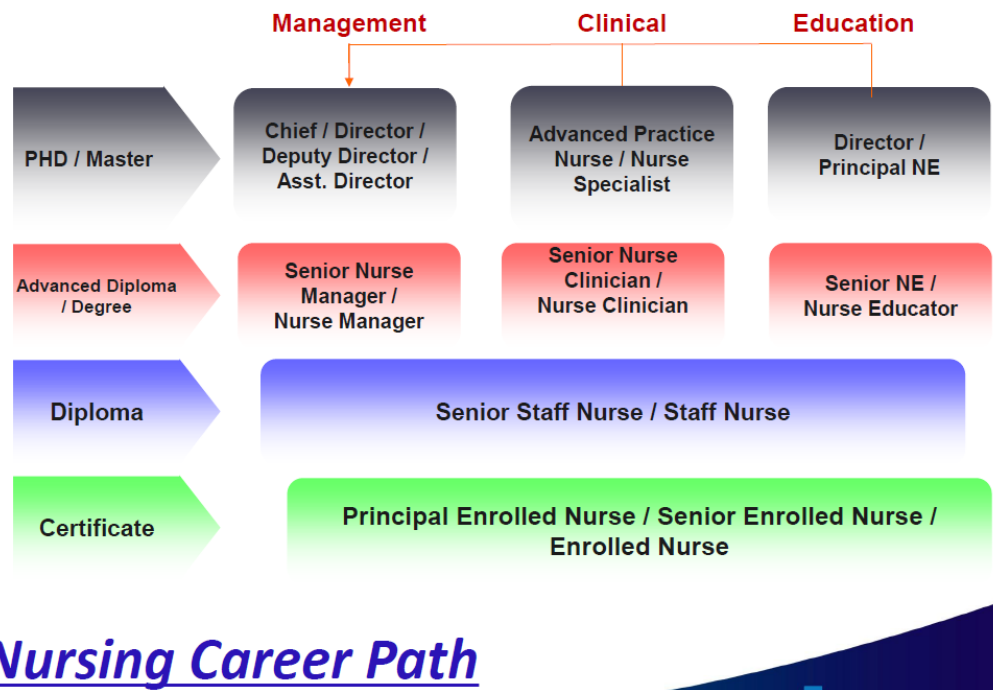 Management Clinical Education
PHD / Master
Chief / Director /
Deputy Director /
Asst. Director
Advanced Practice
Nurse / Nurse
Specialist
Director /
Principal NE
Advanced Diploma
/ Degree
Senior Nurse
Manager /
Nurse Manager
Senior Nurse
Clinician /
Nurse Clinician
Senior NE /
Nurse Educator
Diploma
Senior Staff Nurse / Staff Nurse
Certificate
Principal Enrolled Nurse / Senior Enrolled Nurse /
Enrolled Nurse
Nursing Career Path